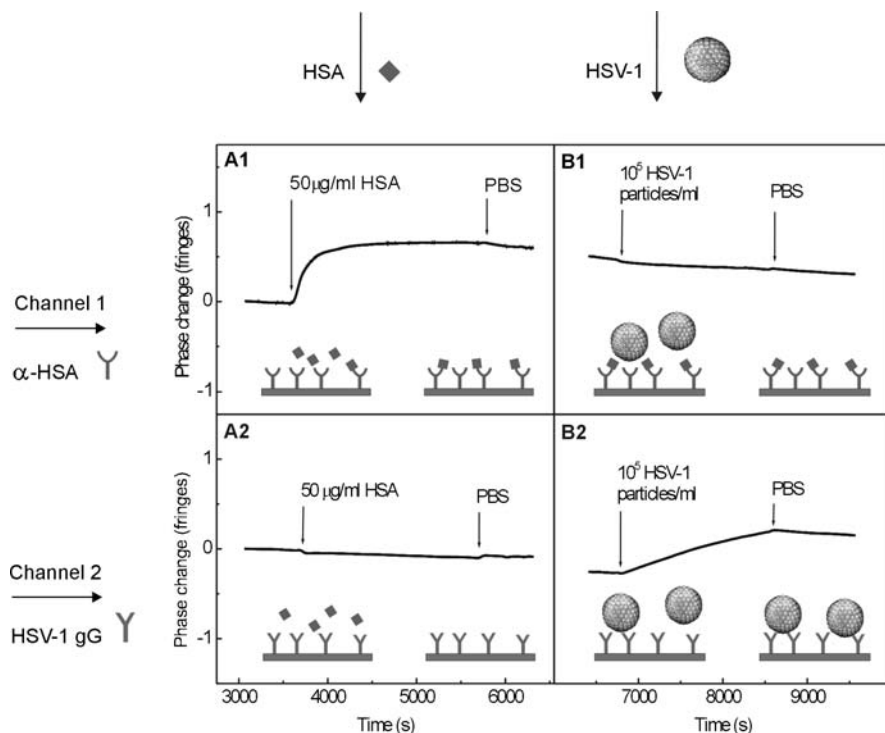 HSA
HSV-1
A1
50μg/ml HSA
PBS
B1
10⁵ HSV-1
particles/ml
PBS
Phase change (fringes)
1
0
-1
Channel 1
α-HSA
A2
50 μg/ml HSA
PBS
B2
10⁵ HSV-1
particles/ml
PBS
Phase change (fringes)
1
0
-1
Channel 2
HSV-1 gG
3000 4000 5000 6000 7000 8000 9000
Time (s) Time (s)